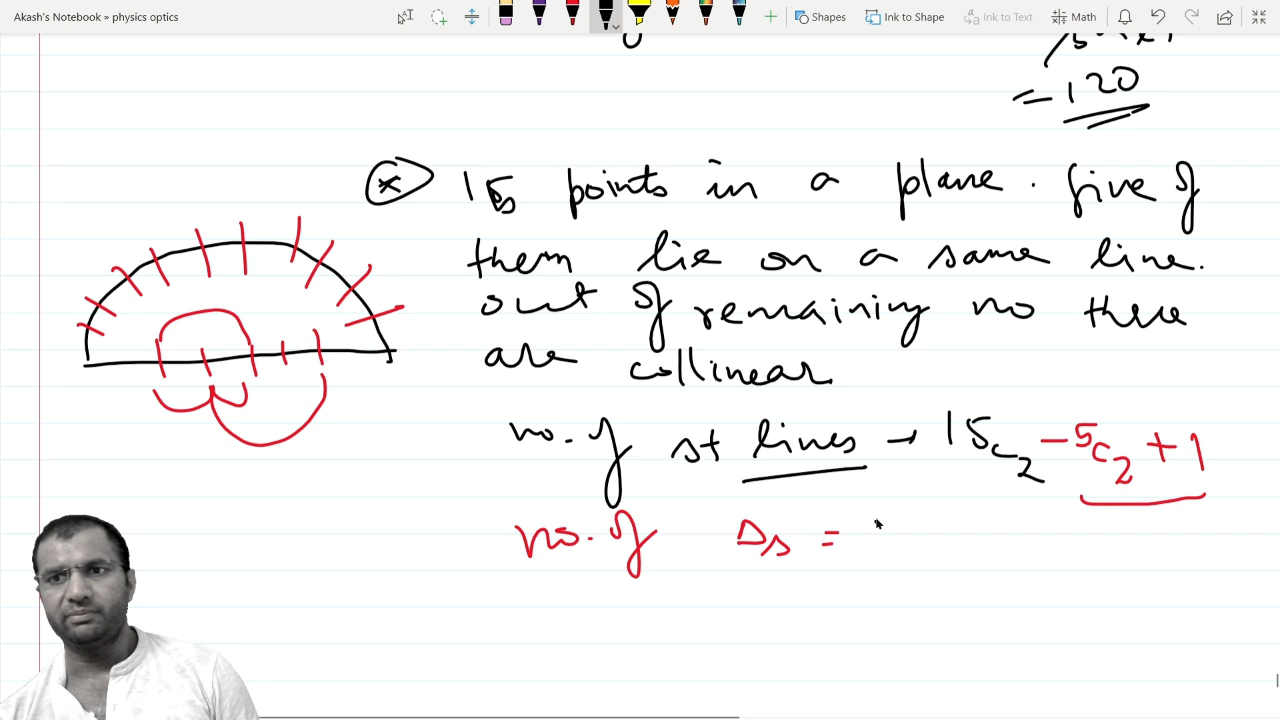 Akash's Notebook » physics optics
Shapes
Ink to Shape
Ink to Text
Math
= 120
15 points in a plane. five of
them lie on a same line.
out of remaining no three
are collinear
no. of st lines → 15c2 - 5c2 + 1
no. of Δs =